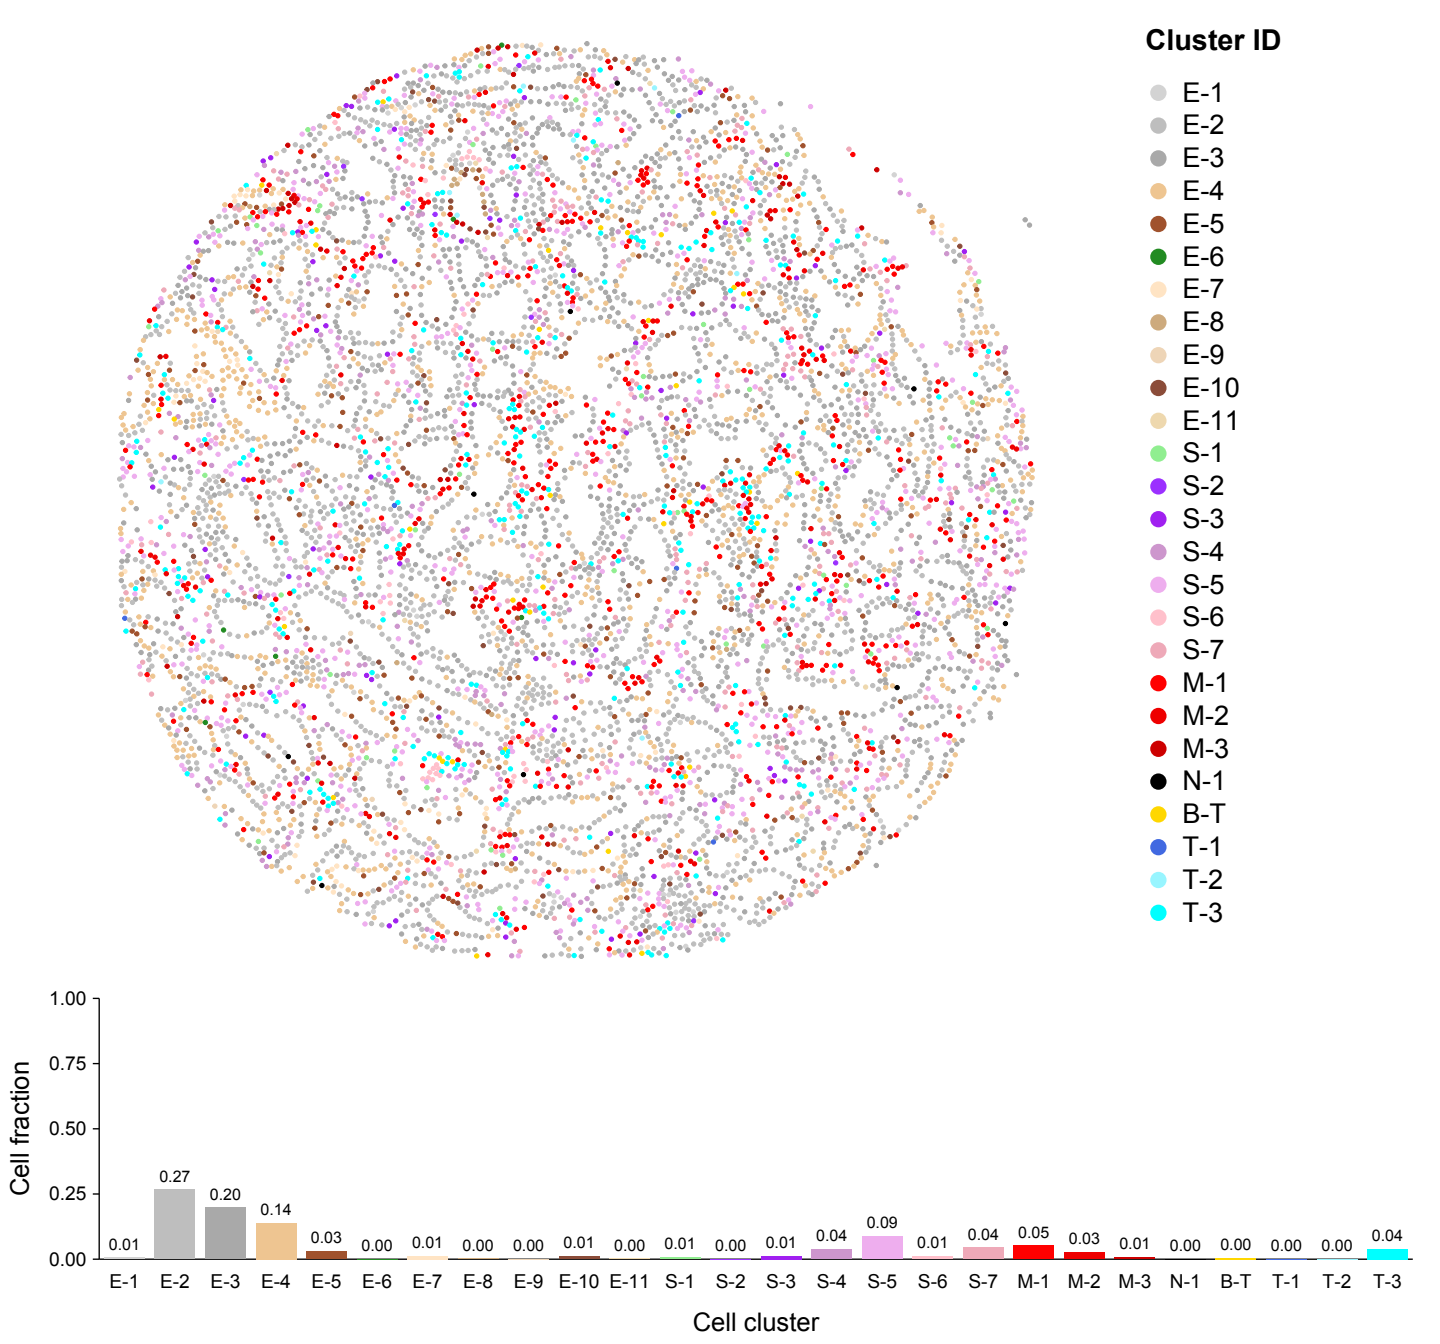 Cluster ID
E-1
E-2
E-3
E-4
E-5
E-6
E-7
E-8
E-9
E-10
E-11
S-1
S-2
S-3
S-4
S-5
S-6
S-7
M-1
M-2
M-3
N-1
B-T
T-1
T-2
T-3
Cell fraction
1.00
0.75
0.50
0.25
0.00
0.01 0.27 0.20 0.14 0.03 0.00 0.01 0.00 0.00 0.01 0.00 0.01 0.00 0.01 0.04 0.09 0.01 0.04 0.05 0.03 0.01 0.00 0.00 0.00 0.00 0.04
E-1 E-2 E-3 E-4 E-5 E-6 E-7 E-8 E-9 E-10 E-11 S-1 S-2 S-3 S-4 S-5 S-6 S-7 M-1 M-2 M-3 N-1 B-T T-1 T-2 T-3
Cell cluster